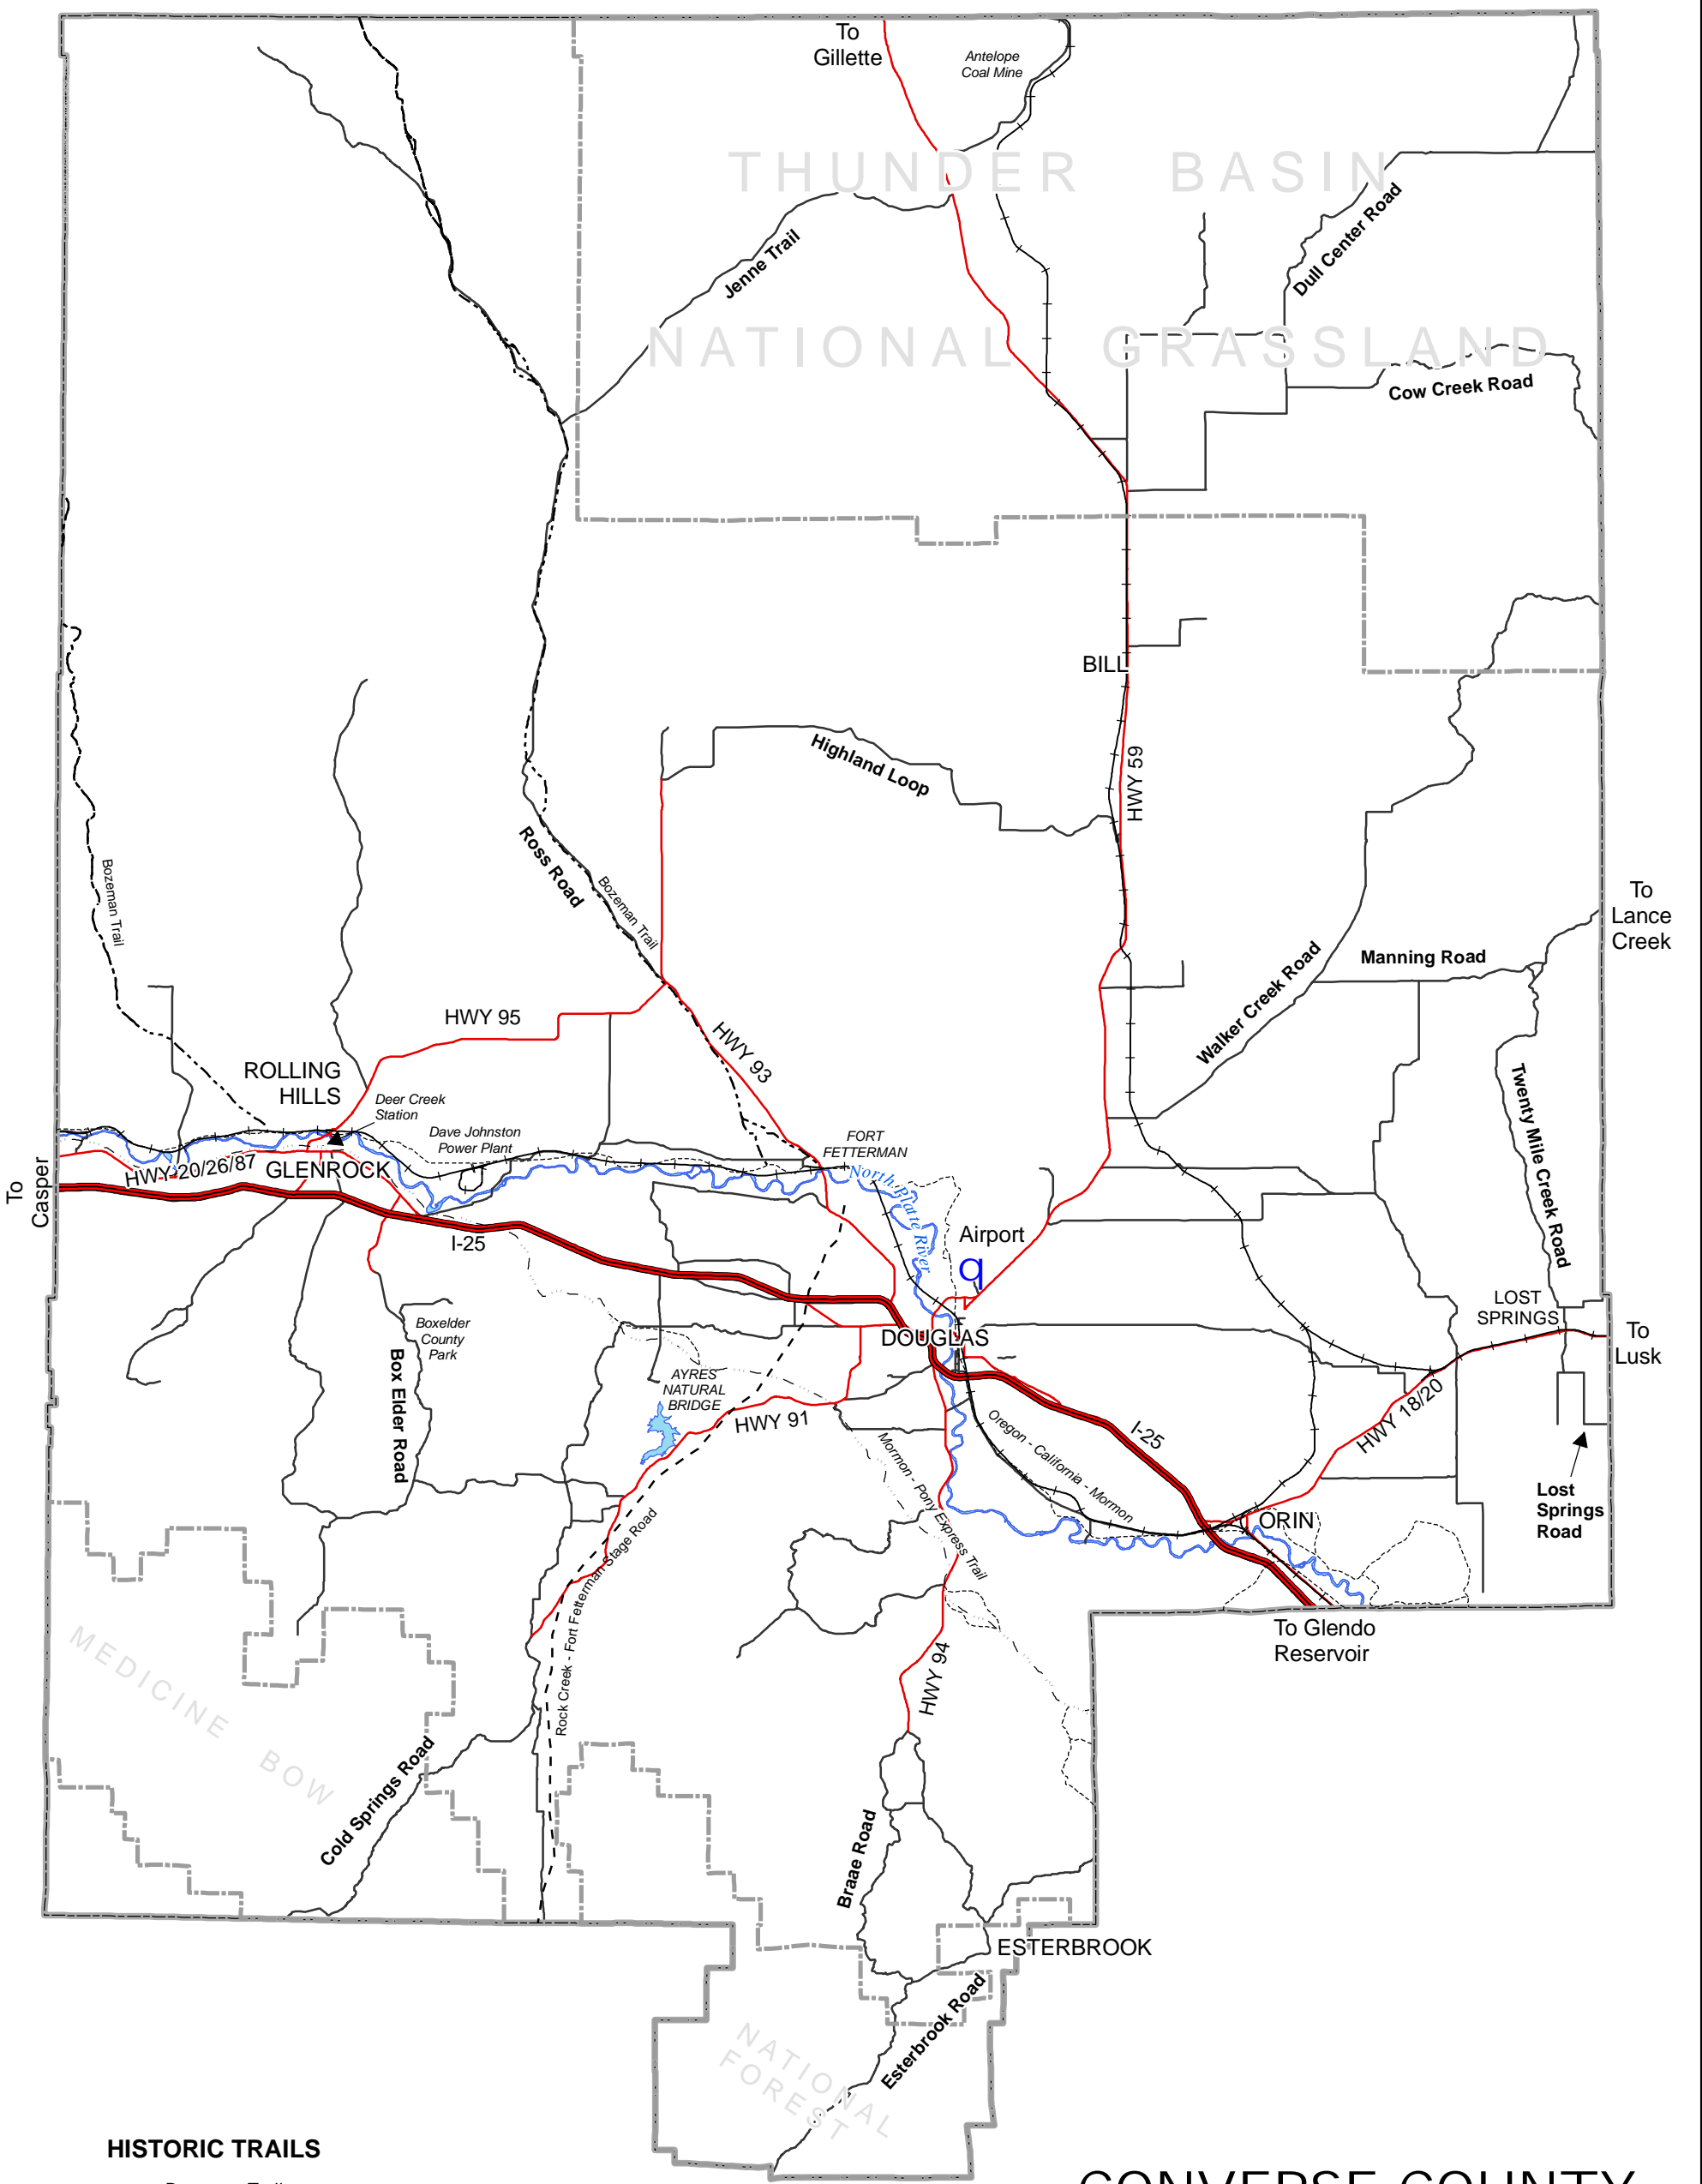 To
Gillette
Antelope
Coal Mine
THUNDER BASIN
Dull Center Road
Jenne Trail
NATIONAL GRASSLAND
Cow Creek Road
BILL
HWY 59
Highland Loop
Ross Road
Bozeman Trail
Bozeman Trail
To
Lance
Creek
Manning Road
Walker Creek Road
HWY 95
HWY 93
ROLLING
HILLS
Deer Creek
Station
Dave Johnston
Power Plant
FORT
FETTERMAN
Twenty Mile Creek Road
HWY 20/26/87
GLENROCK
North Platte River
To
Casper
I-25
Airport
q
LOST
SPRINGS
Boxelder
County
Park
DOUGLAS
To
Lusk
Box Elder Road
AYRES
NATURAL
BRIDGE
HWY 91
HWY 18/20
I-25
Oregon - California - Mormon
Mormon - Pony Express Trail
Lost
Springs
Road
ORIN
Rock Creek - Fort Fetterman Stage Road
To Glendo
Reservoir
MEDICINE BOW
HWY 94
Cold Springs Road
Braae Road
ESTERBROOK
Esterbrook Road
NATIONAL
FOREST
HISTORIC TRAILS
CONVERSE COUNTY